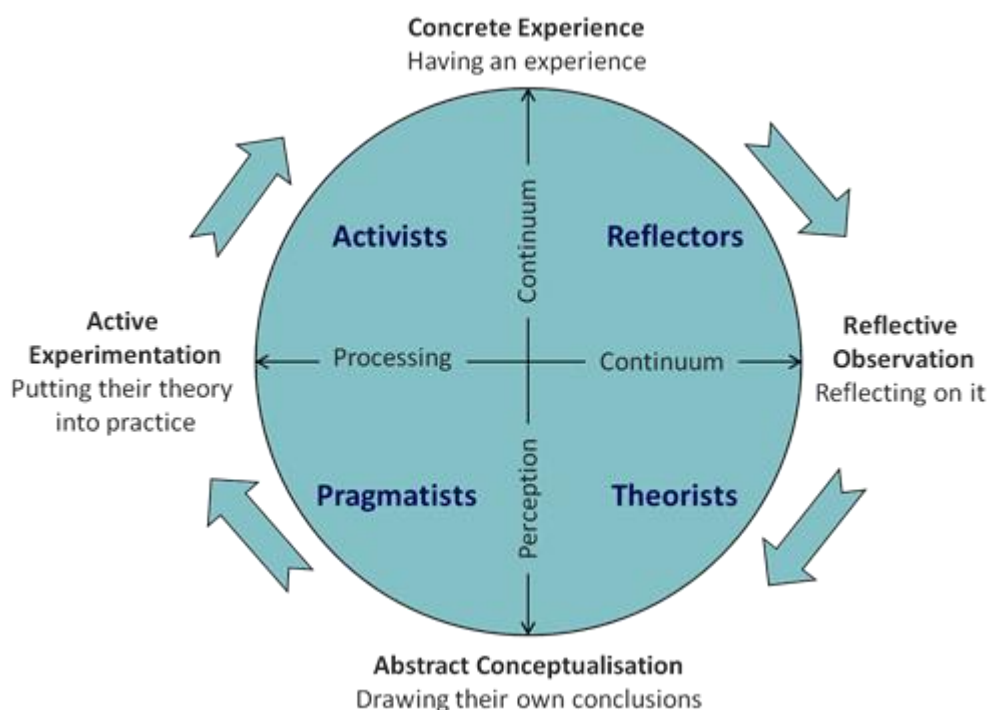 Concrete Experience
Having an experience
Activists
Reflectors
Continuum
Active
Experimentation
Putting their theory
into practice
Processing
Continuum
Reflective
Observation
Reflecting on it
Pragmatists
Theorists
Perception
Abstract Conceptualisation
Drawing their own conclusions